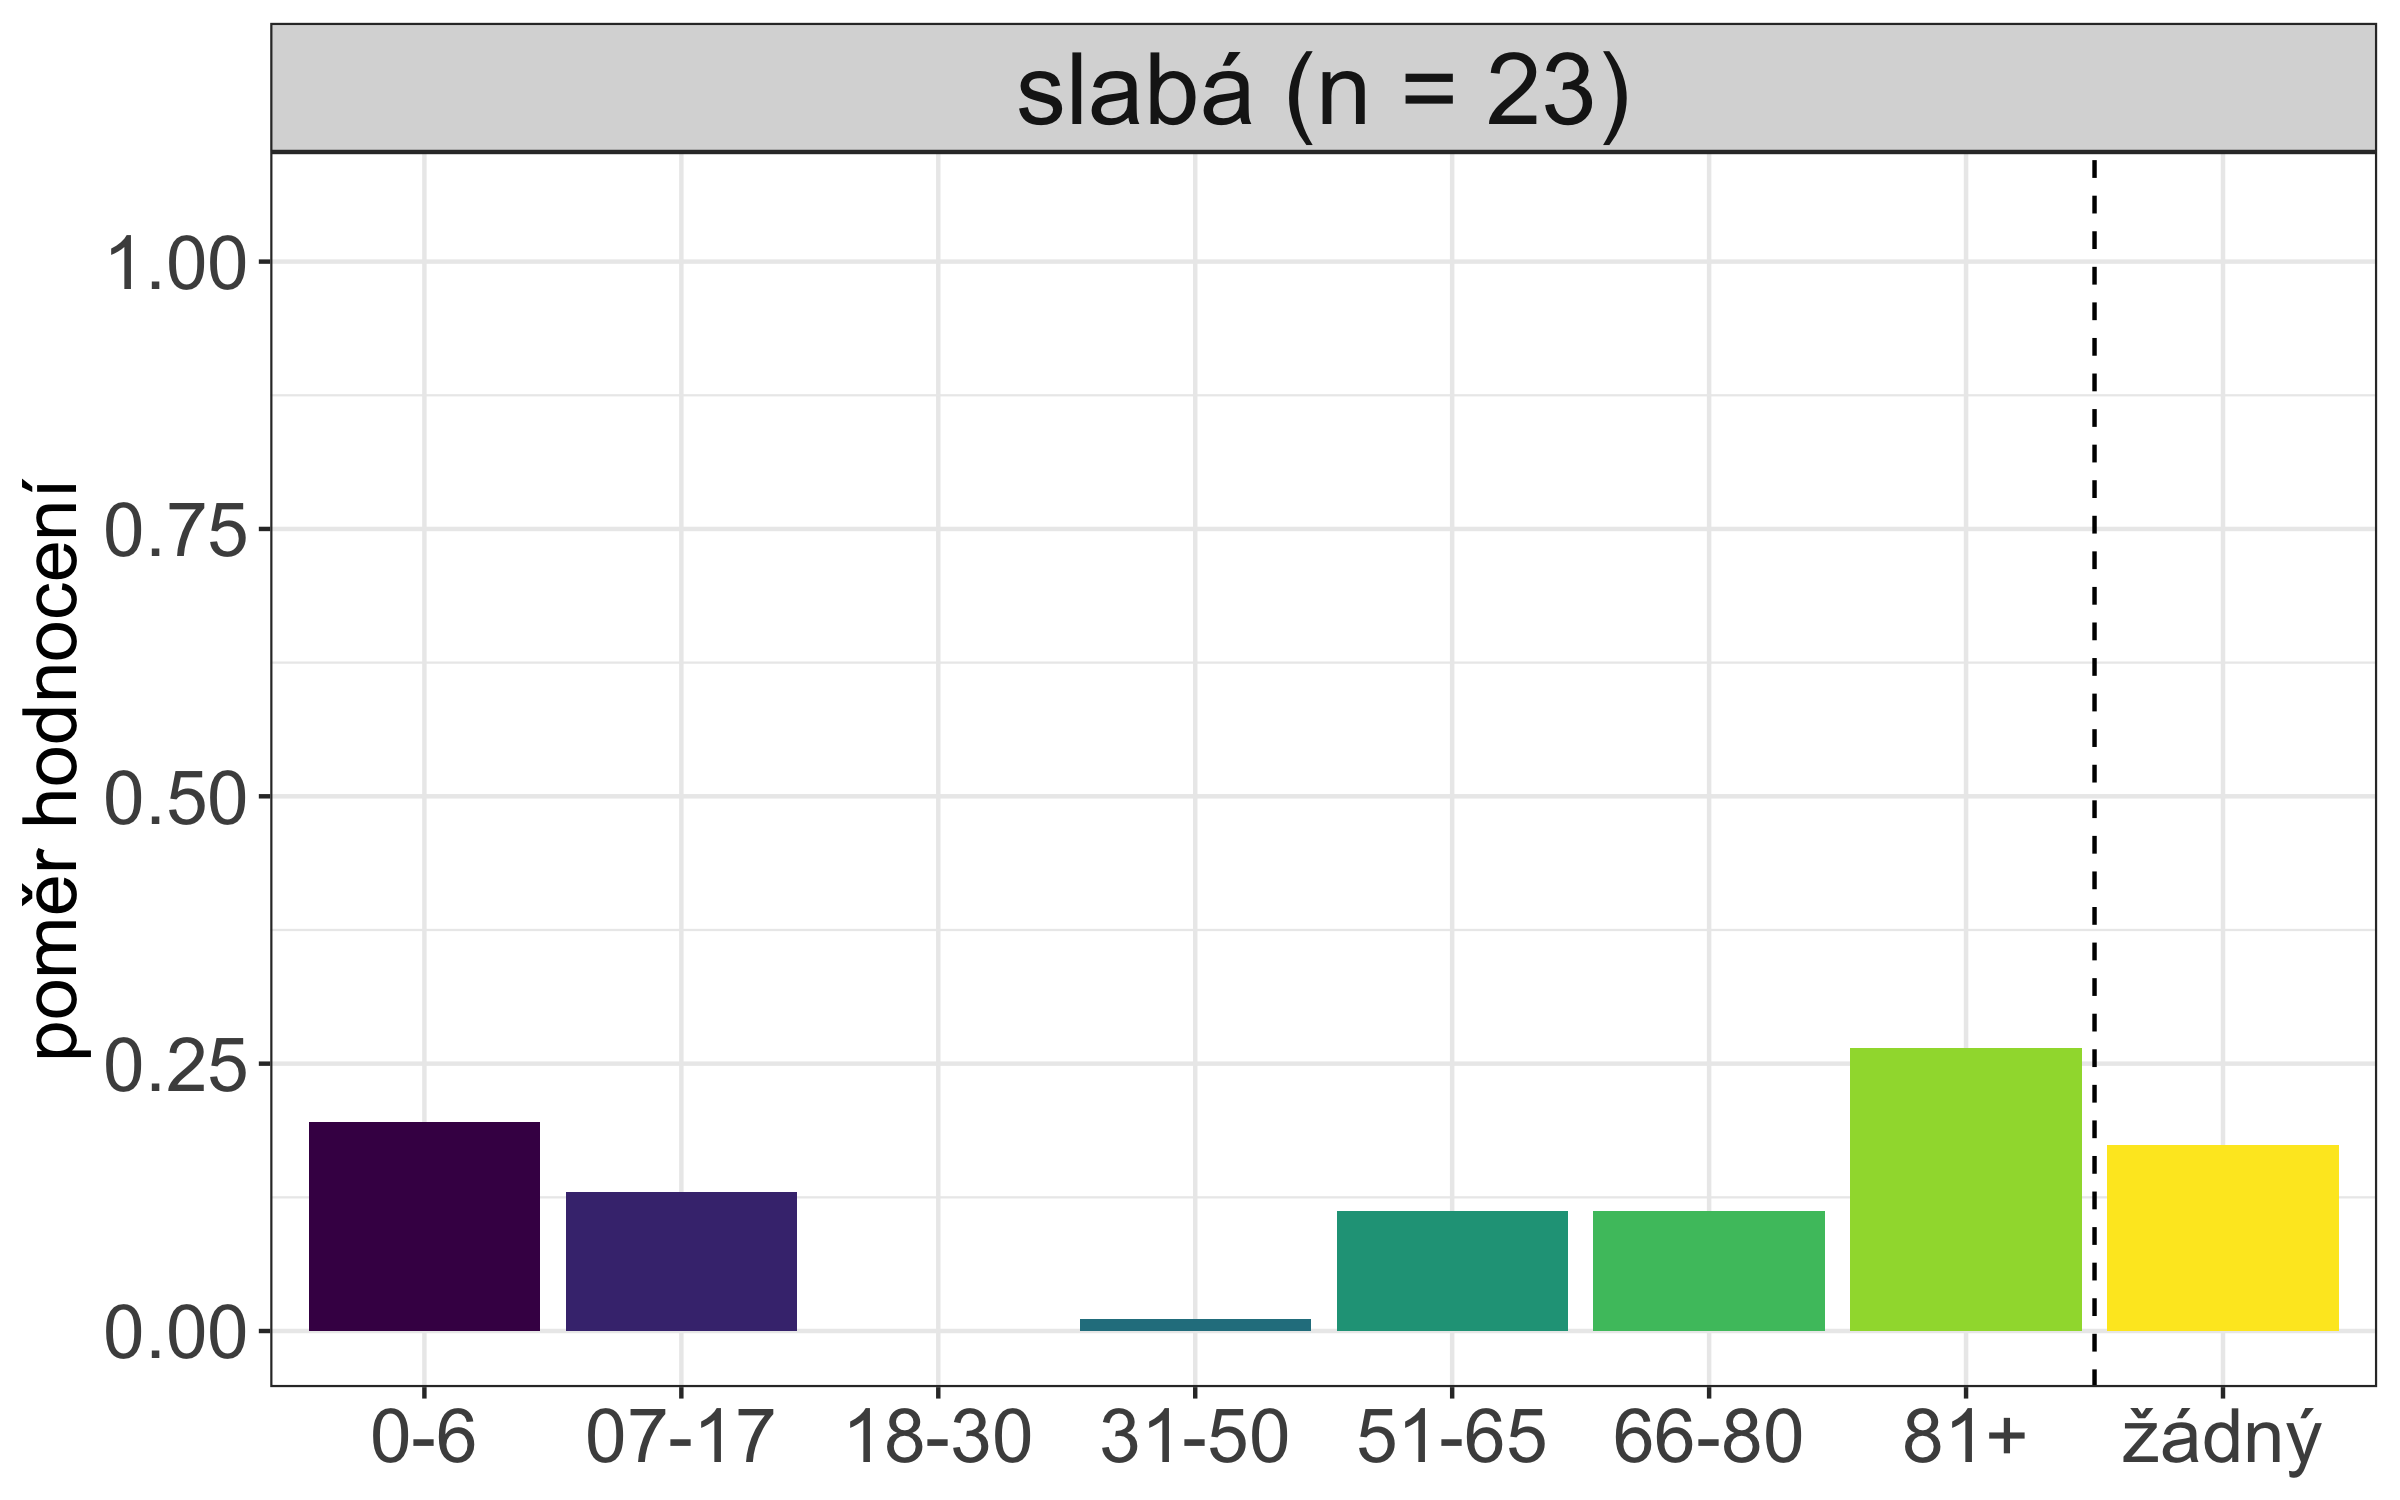 slabá (n = 23)
poměr hodnocení
1.00
0.75
0.50
0.25
0.00
0-6 07-17 18-30 31-50 51-65 66-80 81+ žádný